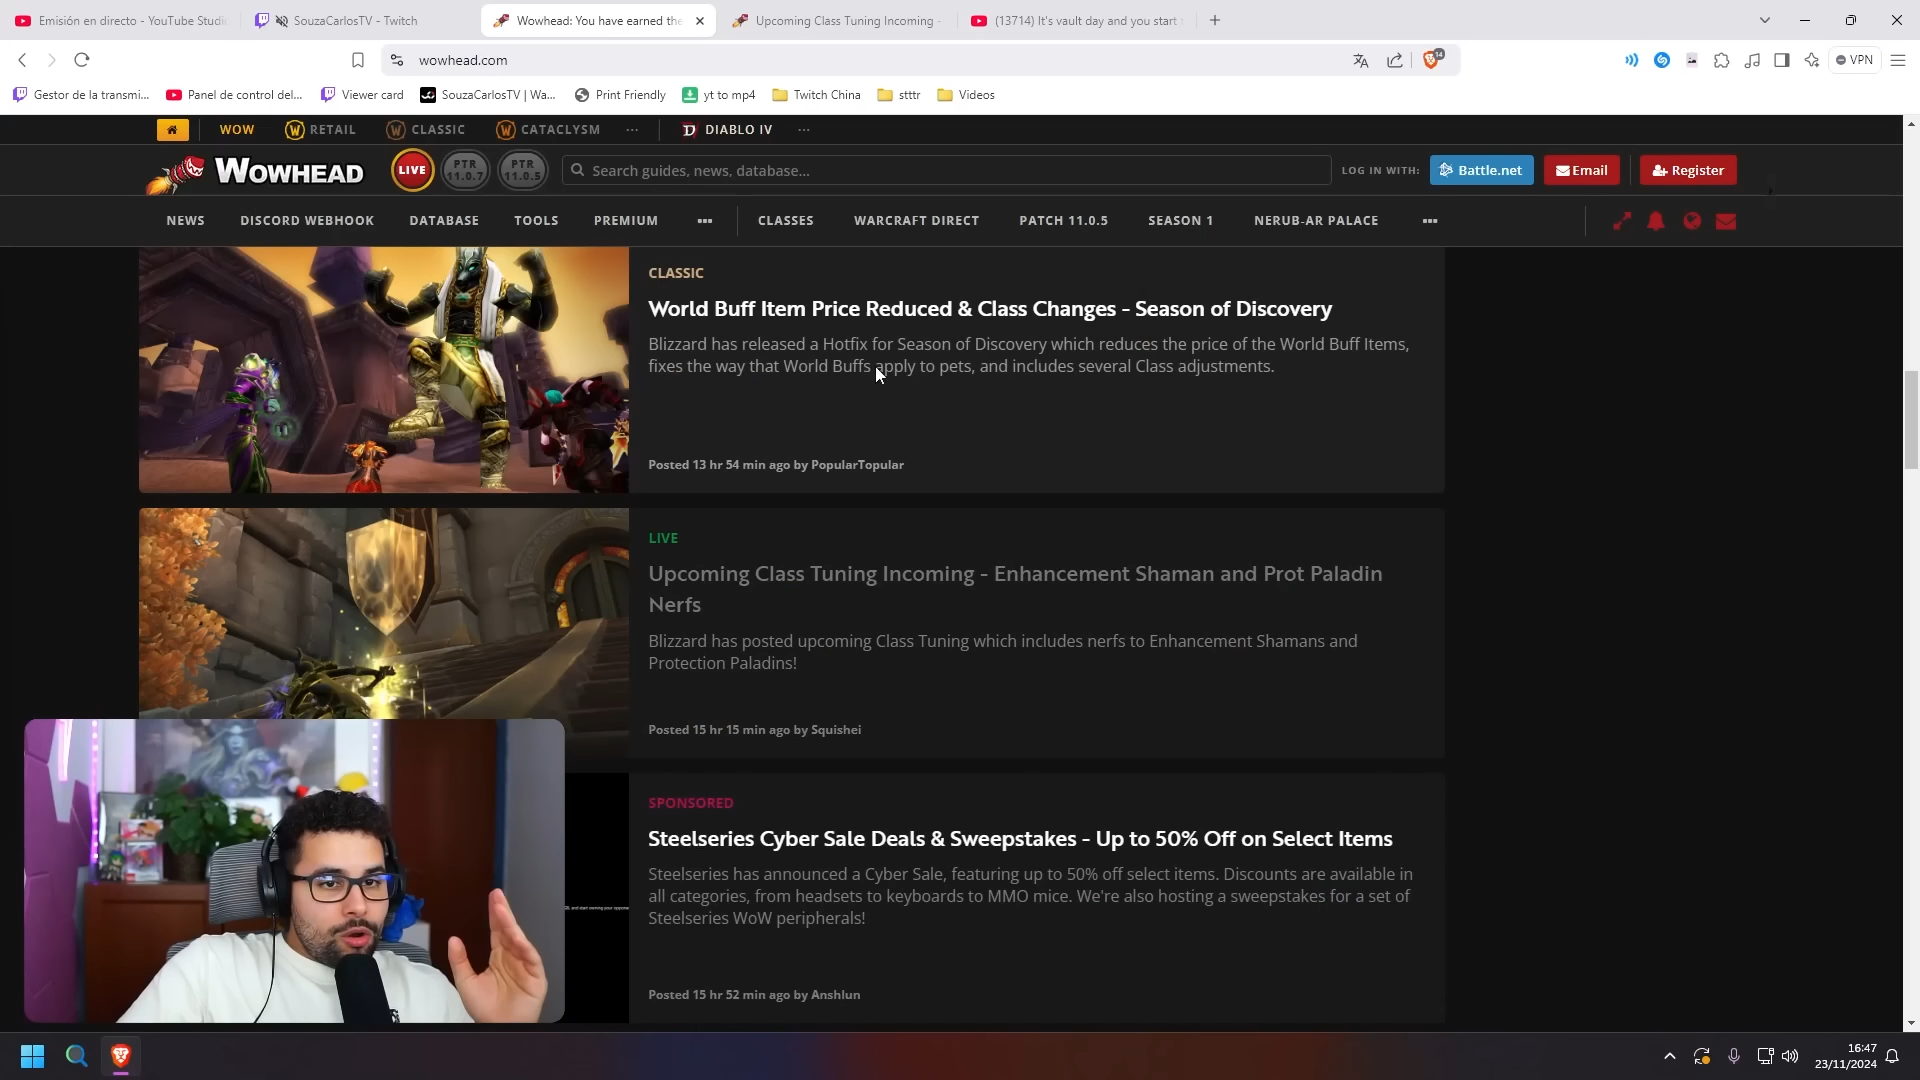 Emisión en directo - YouTube Studi
SouzaCarlosTV - Twitch
Wowhead: You have earned the
Upcoming Class Tuning Incoming -
(13714) It's vault day and you start
wowhead.com
14
VPN
Gestor de la transmi...
Panel de control del...
Viewer card
SouzaCarlosTV | Wa...
Print Friendly
yt to mp4
Twitch China
stttr
Videos
WOW
RETAIL
CLASSIC
CATACLYSM
DIABLO IV
WOWHEAD
LIVE
PTR
11.0.7
PTR
11.0.5
Search guides, news, database...
LOG IN WITH:
Battle.net
Email
Register
NEWS
DISCORD WEBHOOK
DATABASE
TOOLS
PREMIUM
CLASSES
WARCRAFT DIRECT
PATCH 11.0.5
SEASON 1
NERUB-AR PALACE
CLASSIC
World Buff Item Price Reduced & Class Changes - Season of Discovery
Blizzard has released a Hotfix for Season of Discovery which reduces the price of the World Buff Items,
fixes the way that World Buffs apply to pets, and includes several Class adjustments.
Posted 13 hr 54 min ago by PopularTopular
LIVE
Upcoming Class Tuning Incoming - Enhancement Shaman and Prot Paladin
Nerfs
Blizzard has posted upcoming Class Tuning which includes nerfs to Enhancement Shamans and
Protection Paladins!
Posted 15 hr 15 min ago by Squishei
SPONSORED
Steelseries Cyber Sale Deals & Sweepstakes - Up to 50% Off on Select Items
Steelseries has announced a Cyber Sale, featuring up to 50% off select items. Discounts are available in
all categories, from headsets to keyboards to MMO mice. We're also hosting a sweepstakes for a set of
Steelseries WoW peripherals!
Posted 15 hr 52 min ago by Anshlun
16:47
23/11/2024